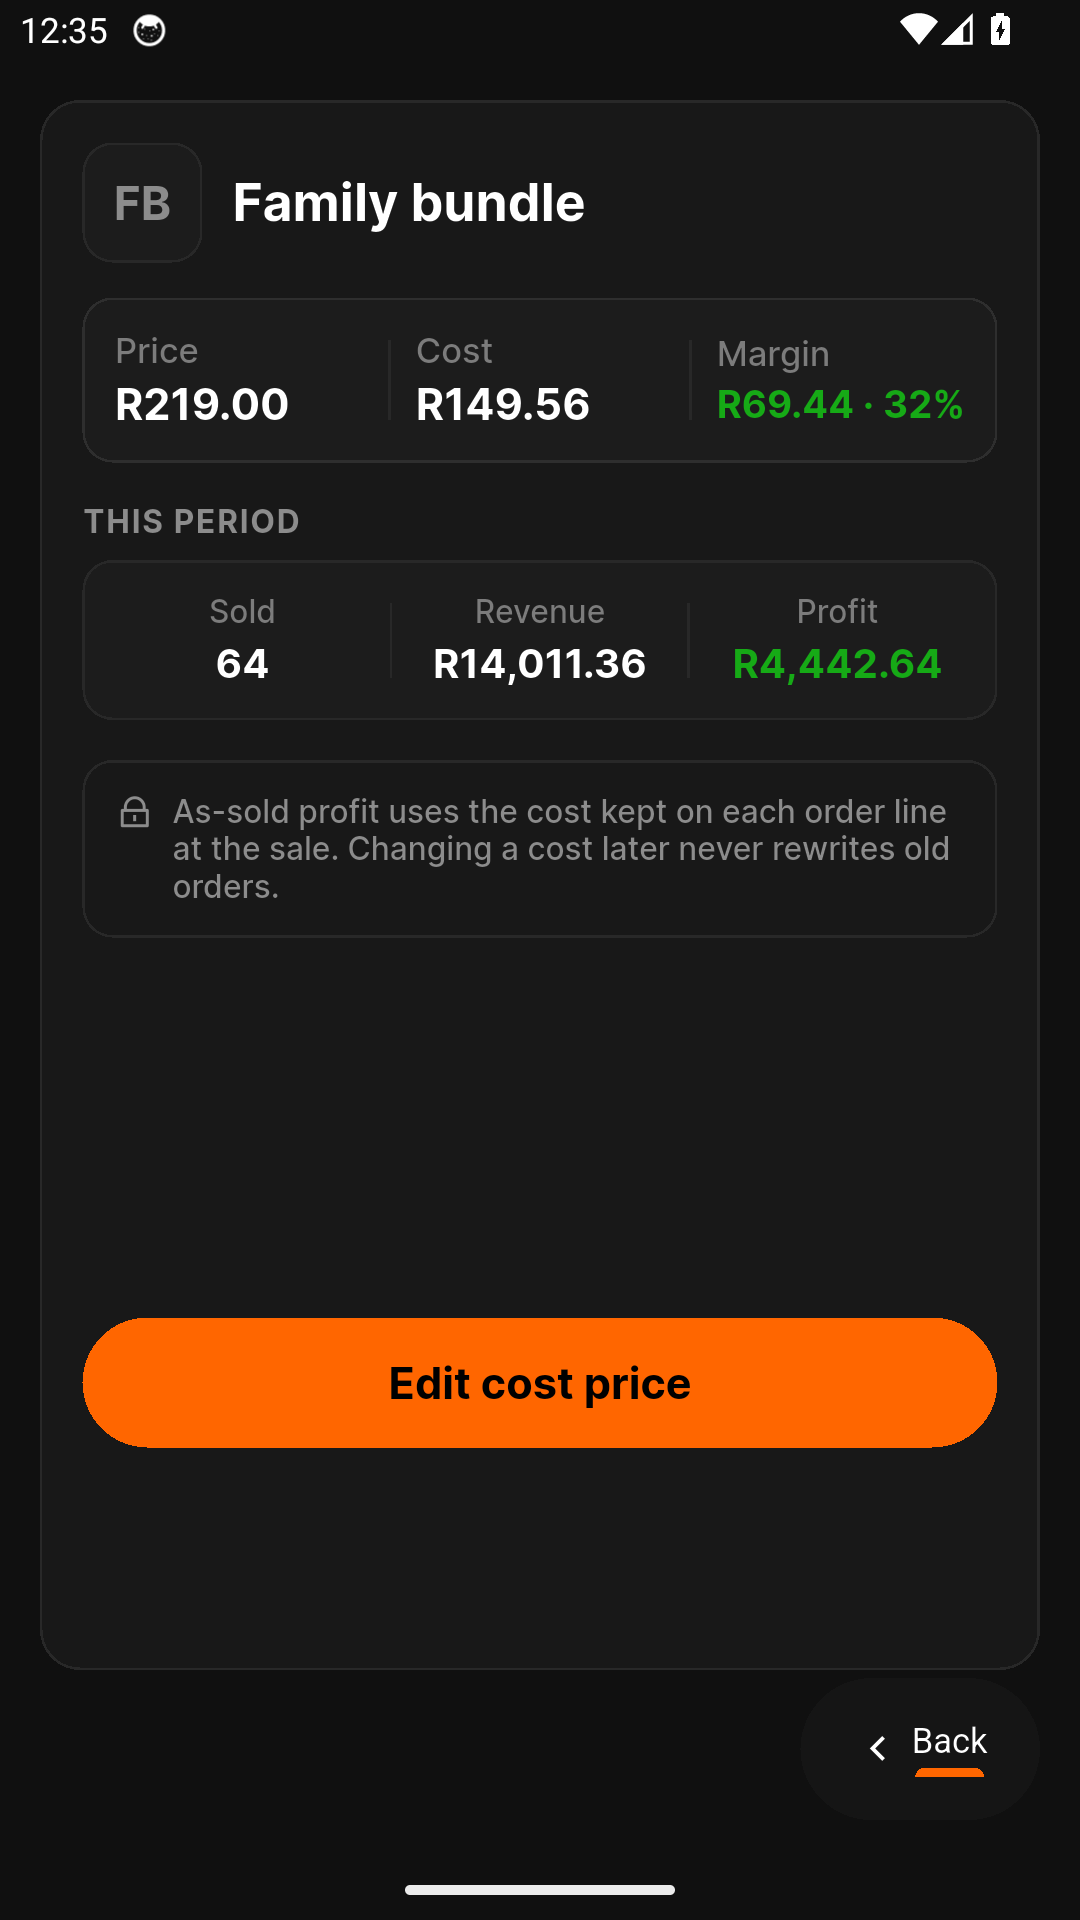 12:35
FB
Family bundle
Price
Cost
Margin
R219.00
R149.56
R69.44 · 32%
THIS PERIOD
Sold
Revenue
Profit
64
R14,011.36
R4,442.64
As-sold profit uses the cost kept on each order line
at the sale. Changing a cost later never rewrites old
orders.
Edit cost price
Back